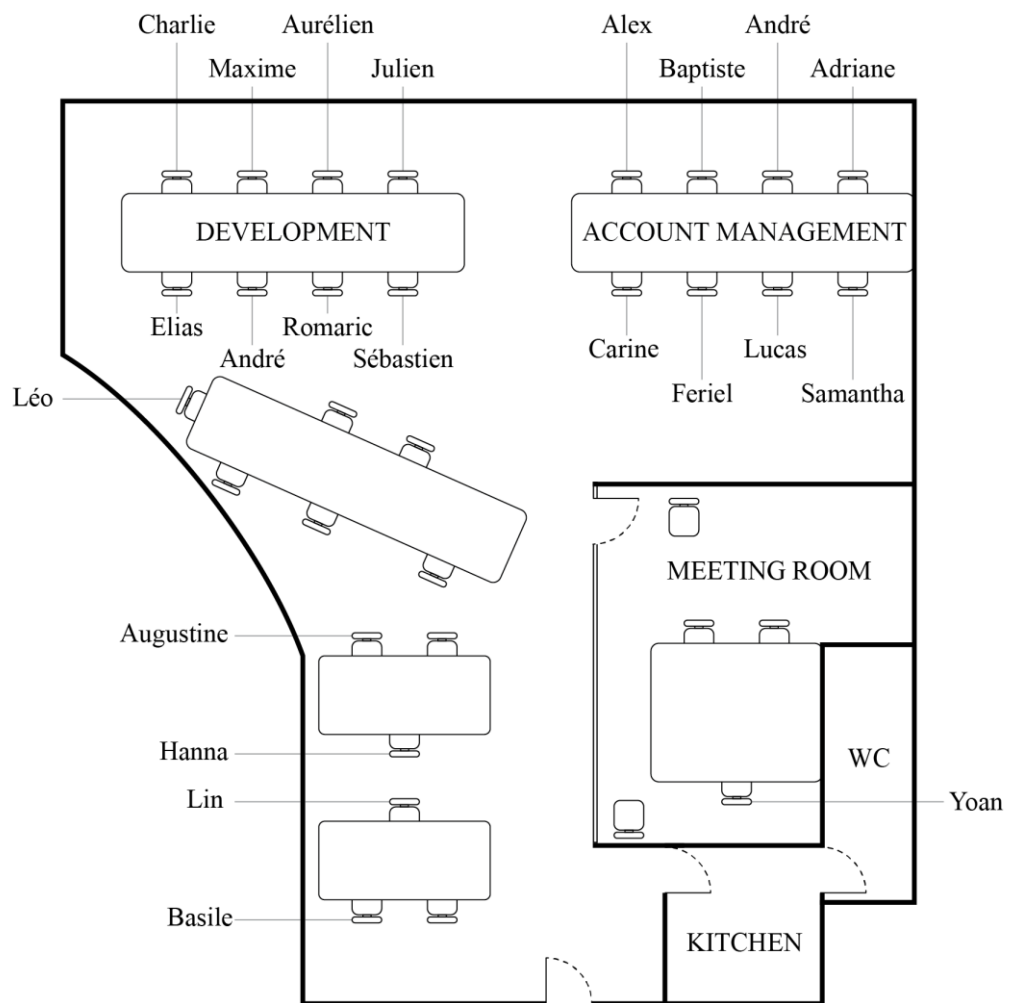 Charlie Aurélien Alex André
Maxime Julien Baptiste Adriane
DEVELOPMENT ACCOUNT MANAGEMENT
Elias Romaric Carine Lucas
André Sébastien Feriel Samantha
Léo
MEETING ROOM
Augustine
Hanna WC
Lin Yoan
Basile
KITCHEN